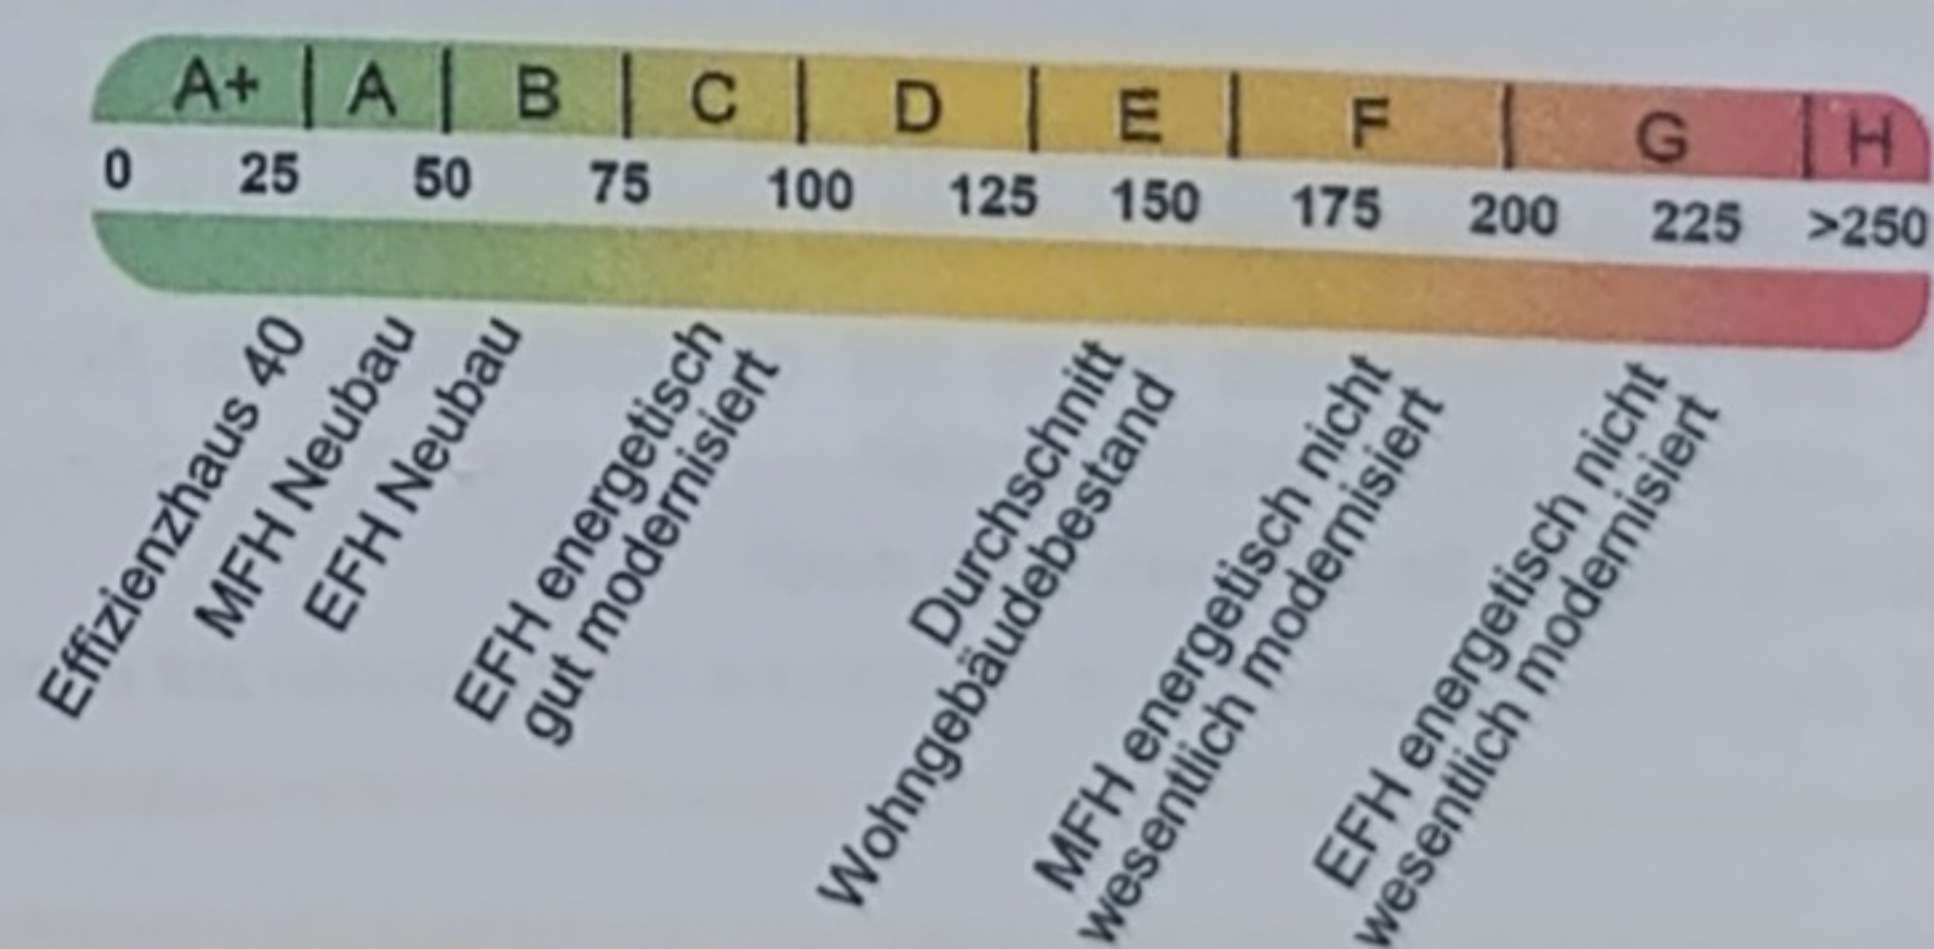 A+ | A | B | C | D | E | F | G | H
0 25 50 75 100 125 150 175 200 225 >250
Effizienzhaus 40
MFH Neubau
EFH Neubau
EFH energetisch
gut modernisiert
Durchschnitt
Wohngebäudebestand
MFH energetisch nicht
wesentlich modernisiert
EFH energetisch nicht
wesentlich modernisiert